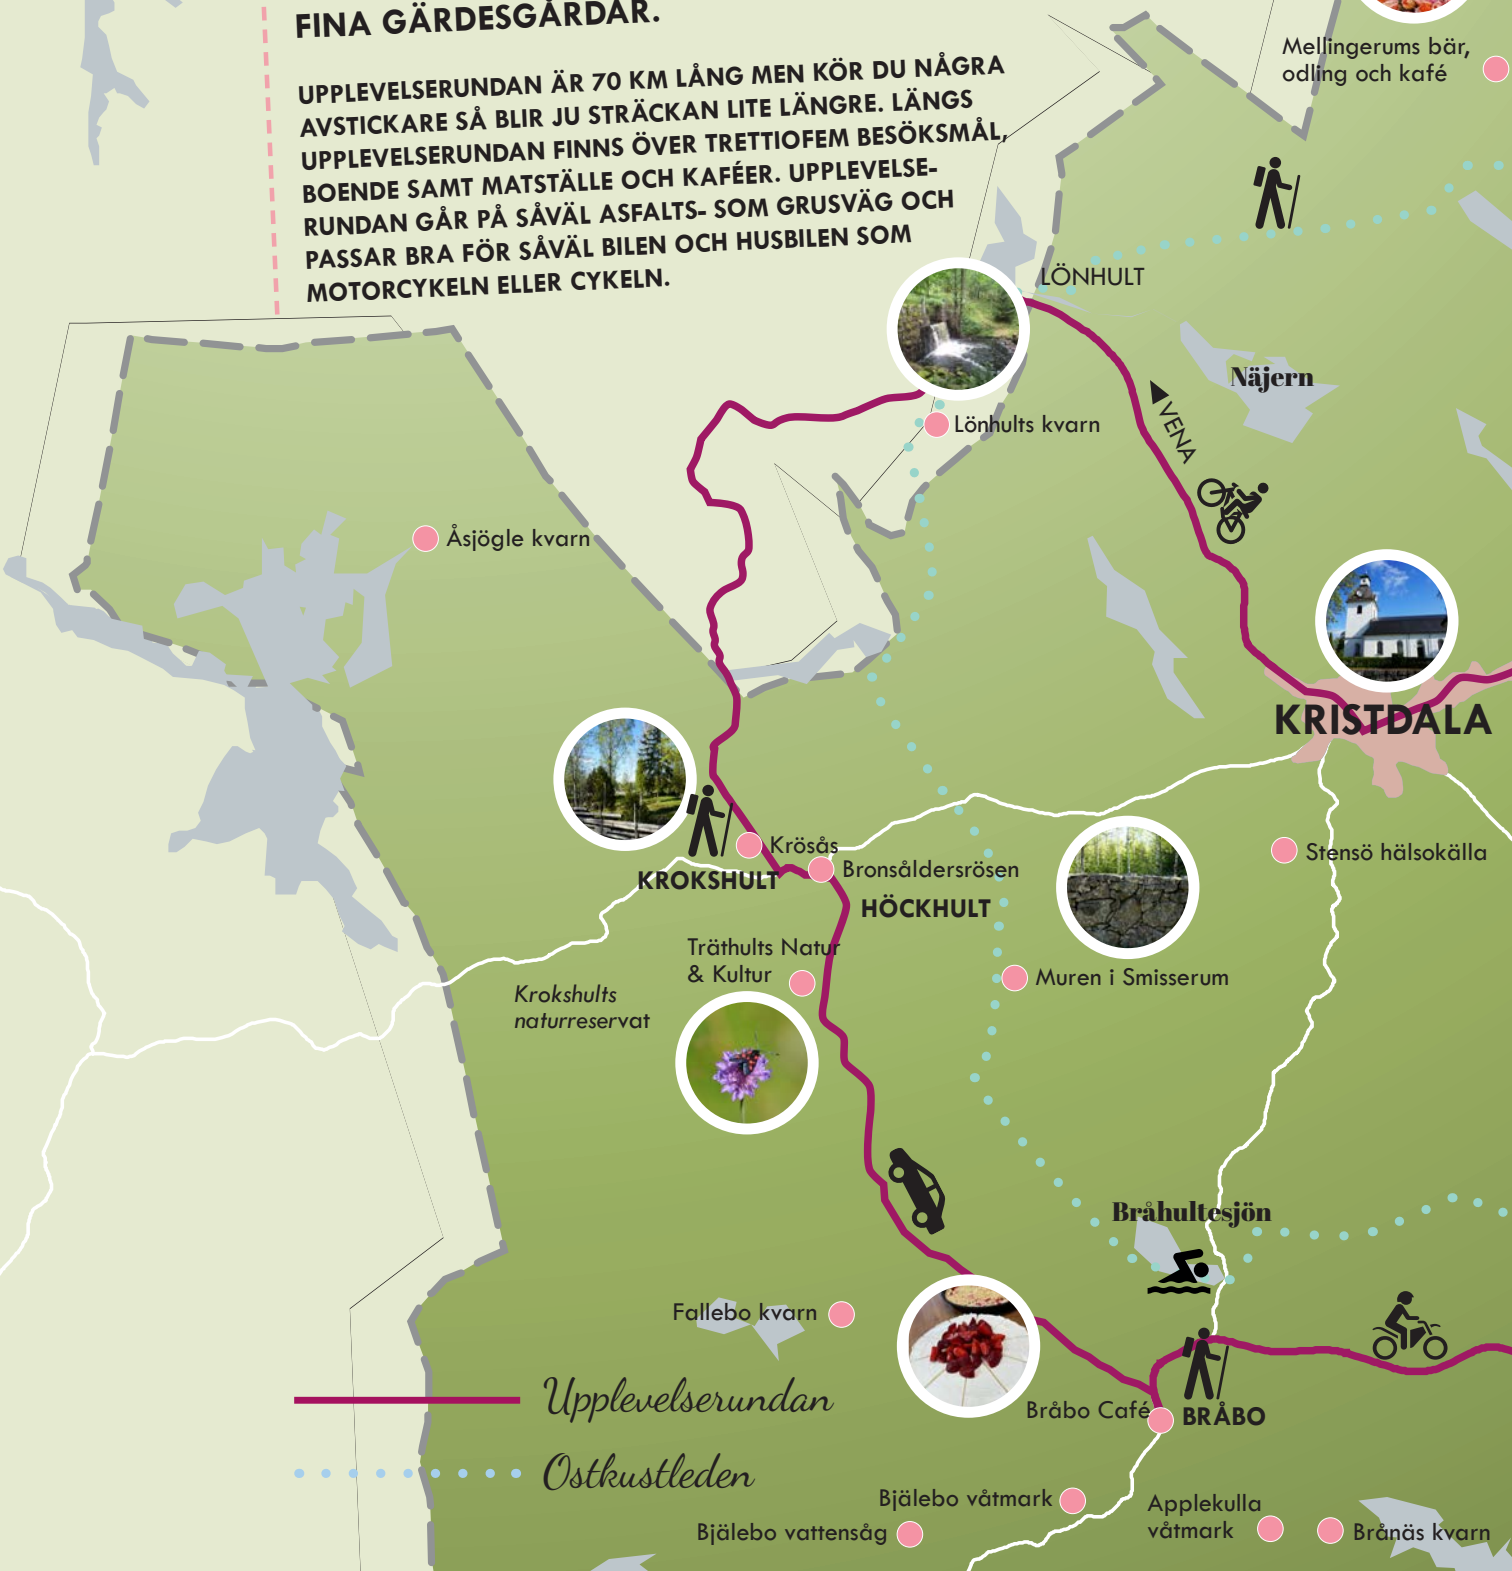 FINA GÄRDESGÅRDAR.
UPPLEVELSERUNDAN ÄR 70 KM LÅNG MEN KÖR DU NÅGRA
AVSTICKARE SÅ BLIR JU STRÄCKAN LITE LÄNGRE. LÄNGS
UPPLEVELSERUNDAN FINNS ÖVER TRETTIOFEM BESÖKSMÅL,
BOENDE SAMT MATSTÄLLE OCH KAFÉER. UPPLEVELSE-
RUNDAN GÅR PÅ SÅVÄL ASFALTS- SOM GRUSVÄG OCH
PASSAR BRA FÖR SÅVÄL BILEN OCH HUSBILEN SOM
MOTORCYKELN ELLER CYKELN.
Mellingerums bär,
odling och kafé
LÖNHULT
Näjern
VENA
Lönhults kvarn
Åsjögle kvarn
KRISTDALA
Krösås
Bronsåldersrösen
KROKSHULT
HÖCKHULT
Stensö hälsokälla
Träthults Natur
& Kultur
Muren i Smisserum
Krokshults
naturreservat
Bråhultesjön
Fallebo kvarn
Upplevelserundan
Bråbo Café
BRÅBO
Ostkustleden
Bjälebo våtmark
Applekulla
våtmark
Bjälebo vattensåg
Brånäs kvarn